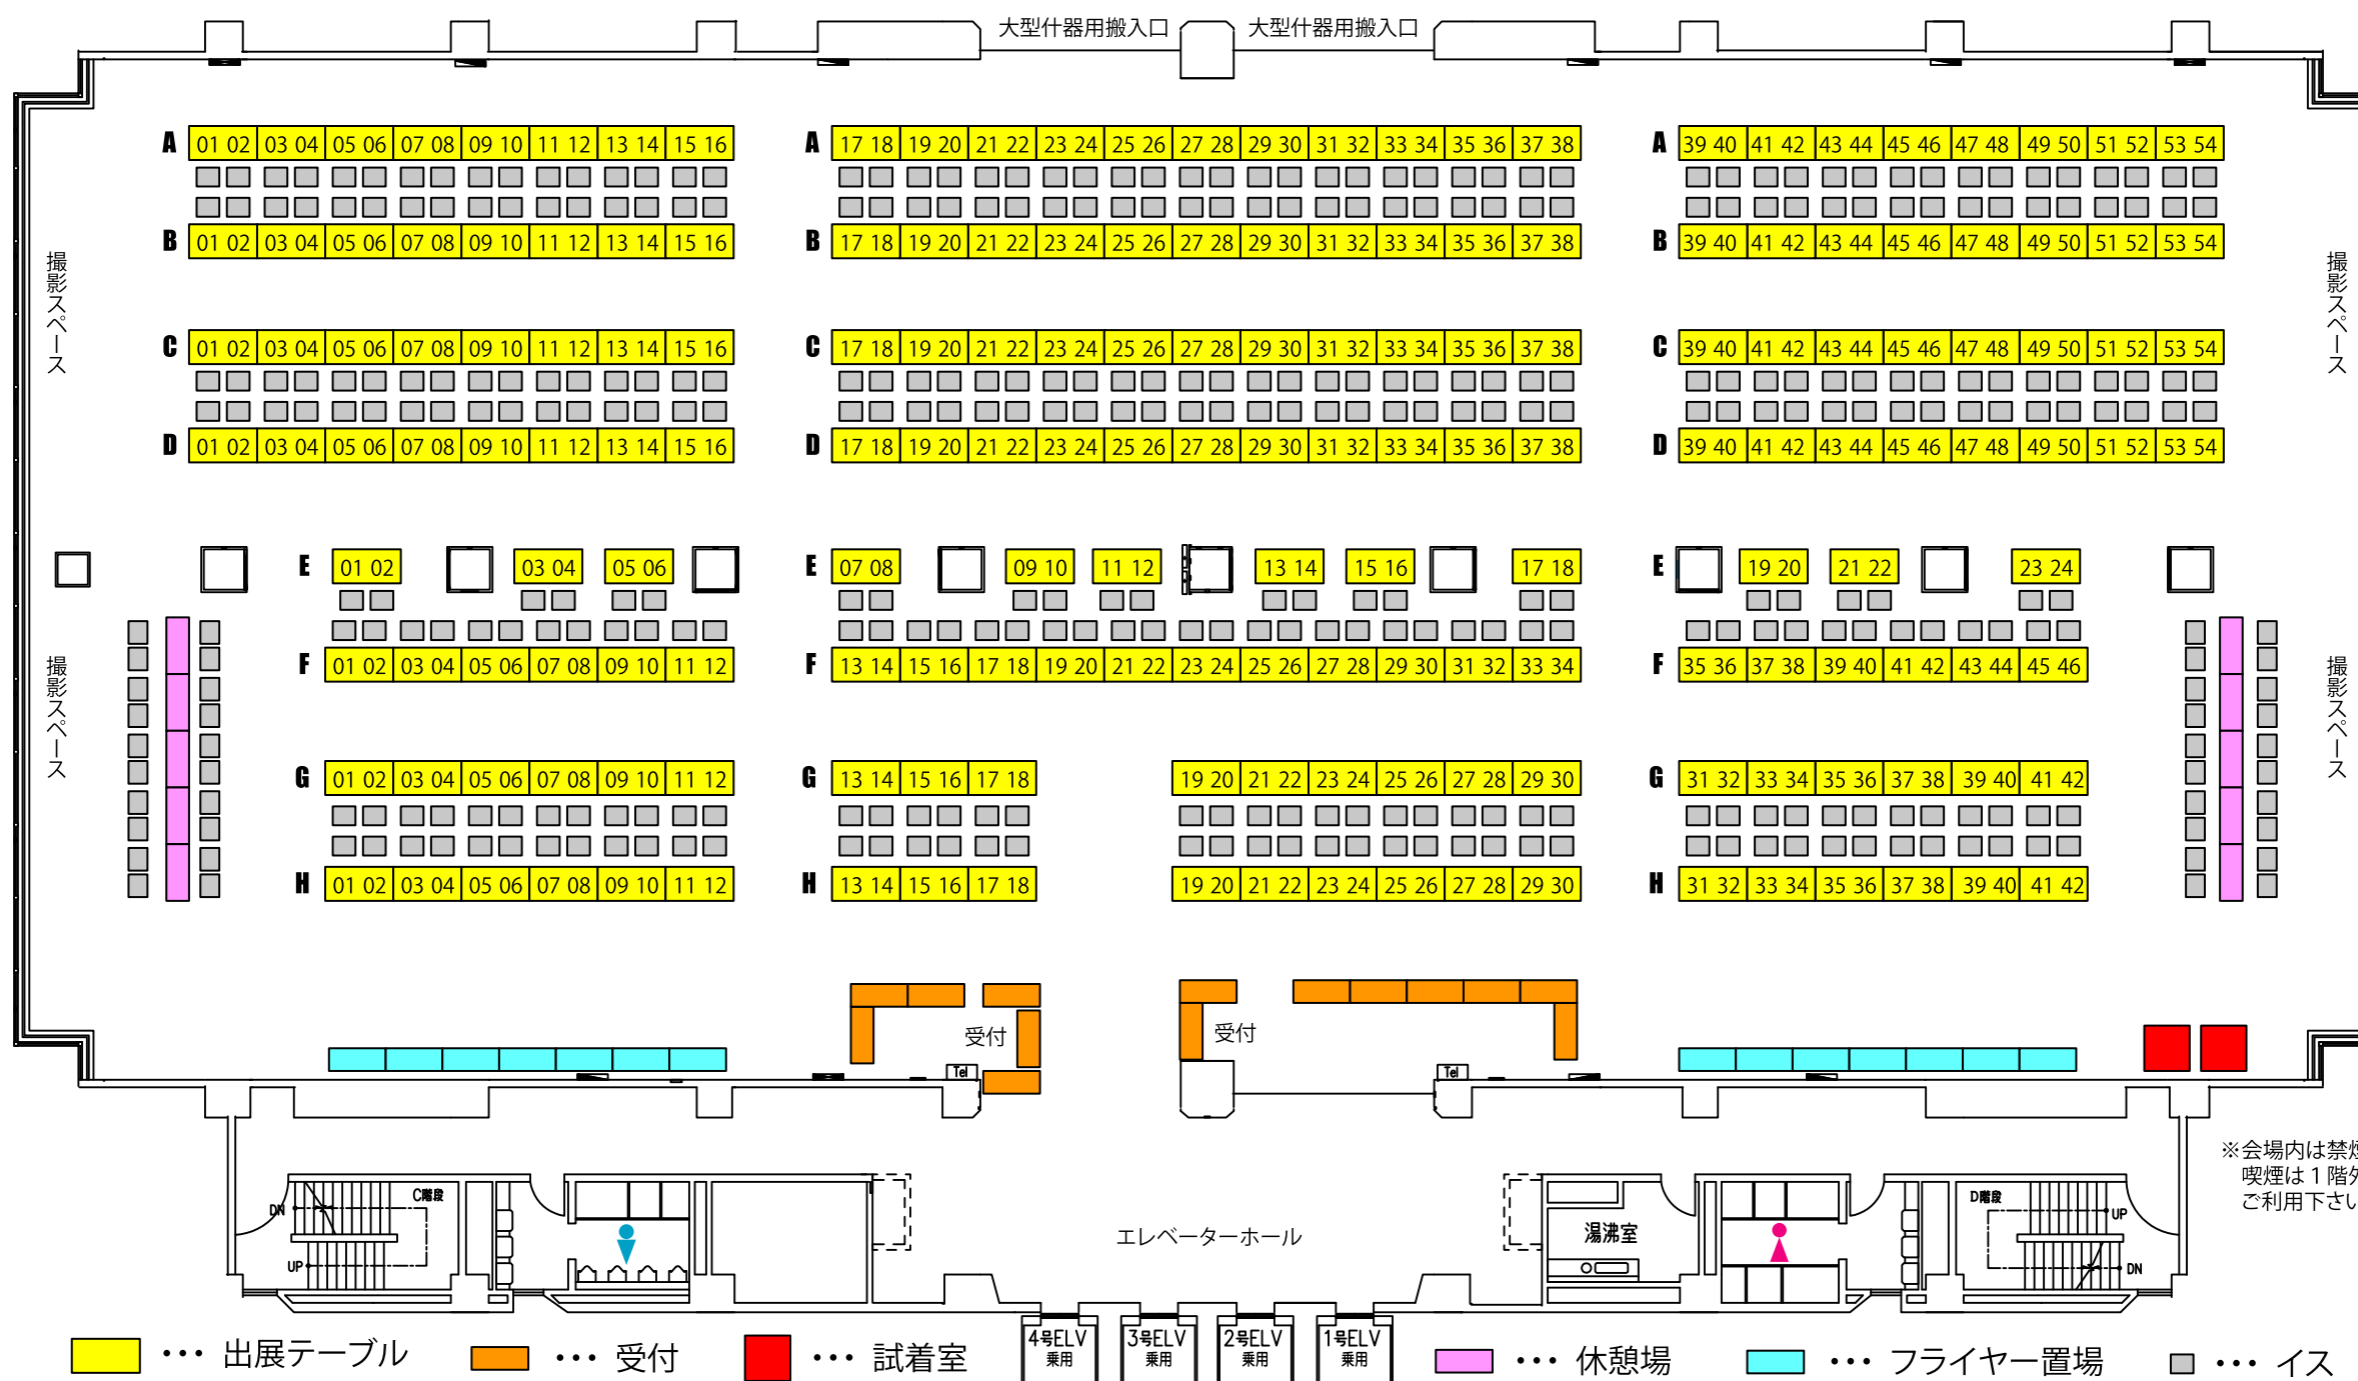 大型什器用搬入口 大型什器用搬入口
A 01 02 03 04 05 06 07 08 09 10 11 12 13 14 15 16 A 17 18 19 20 21 22 23 24 25 26 27 28 29 30 31 32 33 34 35 36 37 38 A 39 40 41 42 43 44 45 46 47 48 49 50 51 52 53 54
B 01 02 03 04 05 06 07 08 09 10 11 12 13 14 15 16 B 17 18 19 20 21 22 23 24 25 26 27 28 29 30 31 32 33 34 35 36 37 38 B 39 40 41 42 43 44 45 46 47 48 49 50 51 52 53 54
撮影スペース
撮影スペース
C 01 02 03 04 05 06 07 08 09 10 11 12 13 14 15 16 C 17 18 19 20 21 22 23 24 25 26 27 28 29 30 31 32 33 34 35 36 37 38 C 39 40 41 42 43 44 45 46 47 48 49 50 51 52 53 54
D 01 02 03 04 05 06 07 08 09 10 11 12 13 14 15 16 D 17 18 19 20 21 22 23 24 25 26 27 28 29 30 31 32 33 34 35 36 37 38 D 39 40 41 42 43 44 45 46 47 48 49 50 51 52 53 54
E 01 02 03 04 05 06 E 07 08 09 10 11 12 13 14 15 16 17 18 E 19 20 21 22 23 24
F 01 02 03 04 05 06 07 08 09 10 11 12 F 13 14 15 16 17 18 19 20 21 22 23 24 25 26 27 28 29 30 31 32 33 34 F 35 36 37 38 39 40 41 42 43 44 45 46
撮影スペース
撮影スペース
G 01 02 03 04 05 06 07 08 09 10 11 12 G 13 14 15 16 17 18 19 20 21 22 23 24 25 26 27 28 29 30 G 31 32 33 34 35 36 37 38 39 40 41 42
H 01 02 03 04 05 06 07 08 09 10 11 12 H 13 14 15 16 17 18 19 20 21 22 23 24 25 26 27 28 29 30 H 31 32 33 34 35 36 37 38 39 40 41 42
受付 受付
Tel Tel
※会場内は禁煙
喫煙は1階外
ご利用下さい
C階段
DN
UP
エレベーターホール
湯沸室
D階段
UP
DN
4号ELV 3号ELV 2号ELV 1号ELV
乗用 乗用 乗用 乗用
・・・ 出展テーブル ・・・ 受付 ・・・ 試着室 ・・・ 休憩場 ・・・ フライヤー置場 ・・・ イス